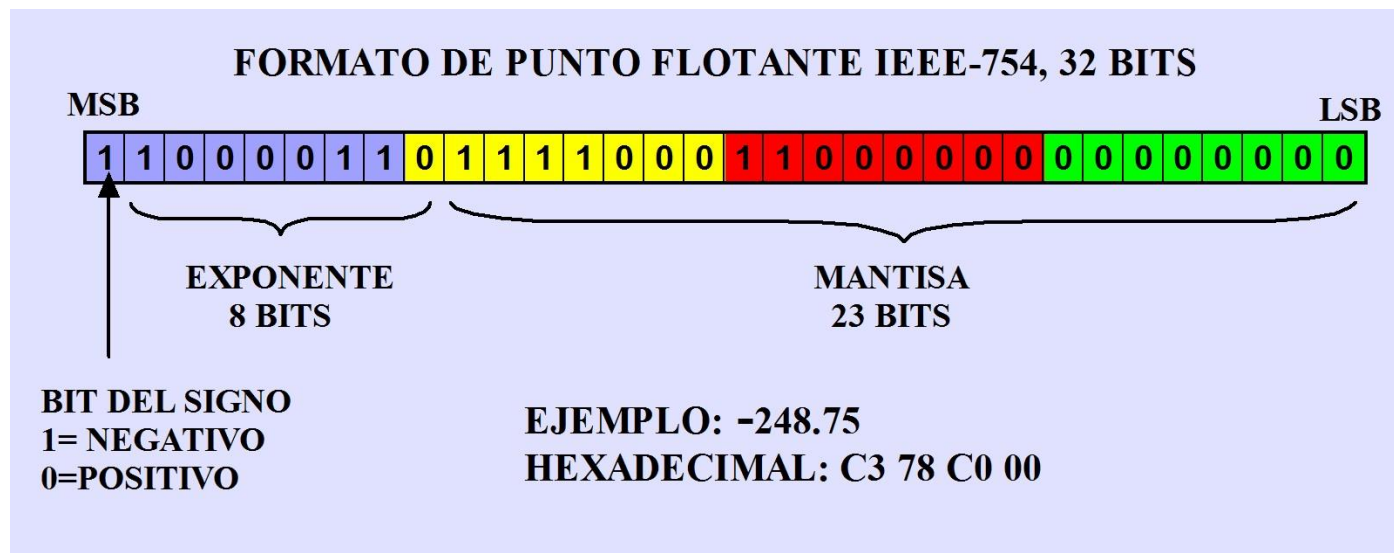 FORMATO DE PUNTO FLOTANTE IEEE-754, 32 BITS
MSB LSB
1 1 0 0 0 0 1 1 0 1 1 1 1 0 0 0 1 1 0 0 0 0 0 0 0 0 0 0 0 0 0 0
EXPONENTE
8 BITS
MANTISA
23 BITS
BIT DEL SIGNO
1= NEGATIVO
0=POSITIVO
EJEMPLO: -248.75
HEXADECIMAL: C3 78 C0 00